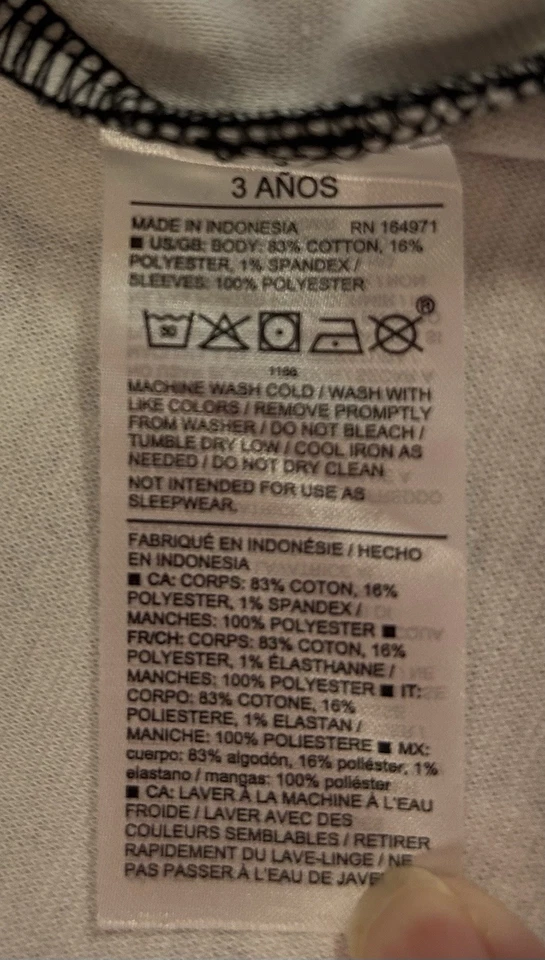 3 AÑOS
MADE IN INDONESIA RN 164971
■ US/GB: BODY: 83% COTTON, 16%
POLYESTER, 1% SPANDEX /
SLEEVES: 100% POLYESTER
30
®
1166
MACHINE WASH COLD / WASH WITH
LIKE COLORS / REMOVE PROMPTLY
FROM WASHER / DO NOT BLEACH /
TUMBLE DRY LOW / COOL IRON AS
NEEDED / DO NOT DRY CLEAN
NOT INTENDED FOR USE AS
SLEEPWEAR.
FABRIQUÉ EN INDONÉSIE / HECHO
EN INDONESIA
■ CA: CORPS: 83% COTON, 16%
POLYESTER, 1% SPANDEX /
MANCHES: 100% POLYESTER ■
FR/CH: CORPS: 83% COTON, 16%
POLYESTER, 1% ÉLASTHANNE /
MANCHES: 100% POLYESTER ■ IT:
CORPO: 83% COTONE, 16%
POLIESTERE, 1% ELASTAN /
MANICHE: 100% POLIESTERE ■ MX:
cuerpo: 83% algodón, 16% poliéster, 1%
elastano / mangas: 100% poliéster
■ CA: LAVER À LA MACHINE À L'EAU
FROIDE / LAVER AVEC DES
COULEURS SEMBLABLES / RETIRER
RAPIDEMENT DU LAVE-LINGE / NE
PAS PASSER À L'EAU DE JAVE